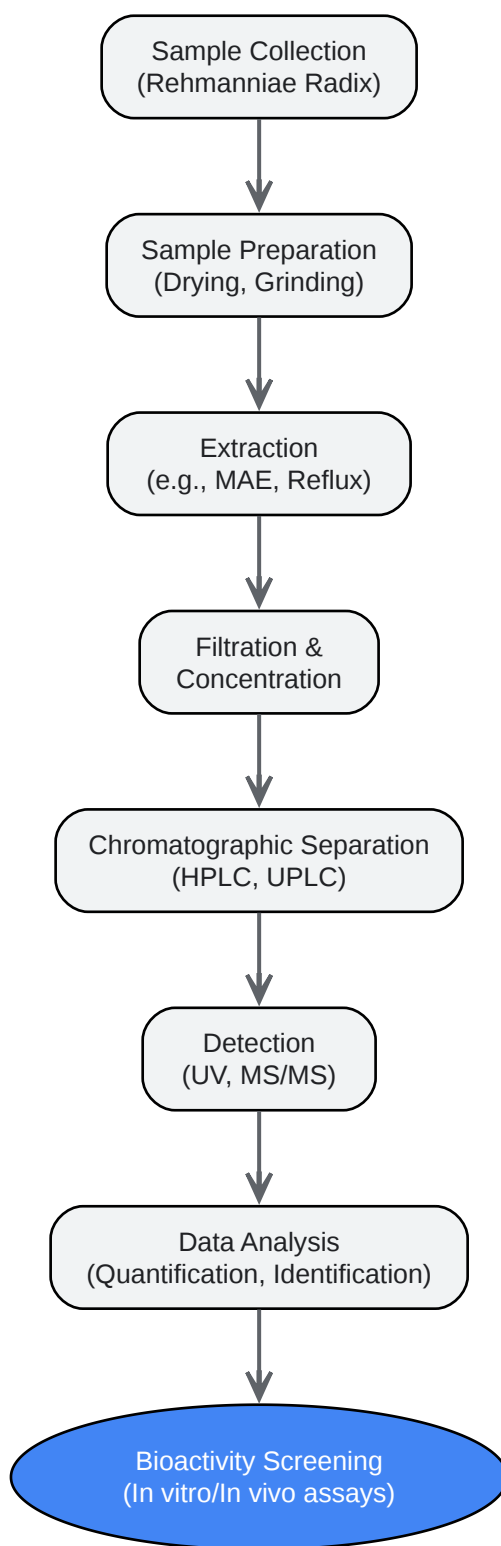 Sample Collection
(Rehmanniae Radix)
Sample Preparation
(Drying, Grinding)
Extraction
(e.g., MAE, Reflux)
Filtration &
Concentration
Chromatographic Separation
(HPLC, UPLC)
Detection
(UV, MS/MS)
Data Analysis
(Quantification, Identification)
Bioactivity Screening
(In vitro/In vivo assays)